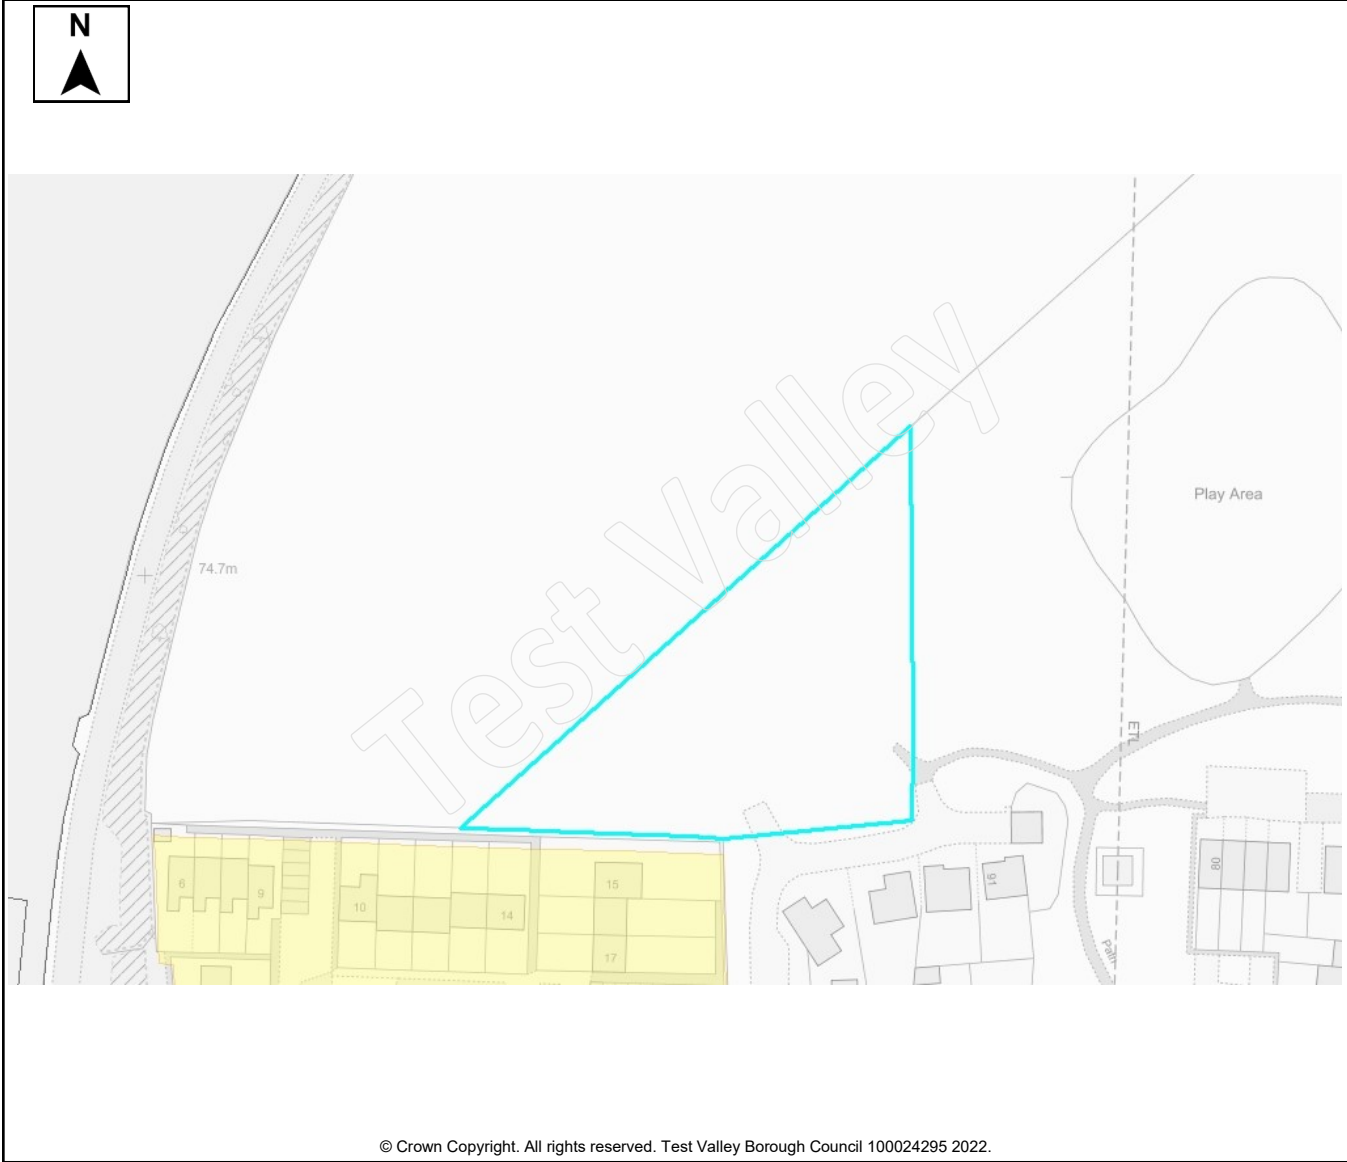 N
Test Valley
Play Area
74.7m
ETL
6
9
10
14
15
17
91
80
Path
© Crown Copyright. All rights reserved. Test Valley Borough Council 100024295 2022.